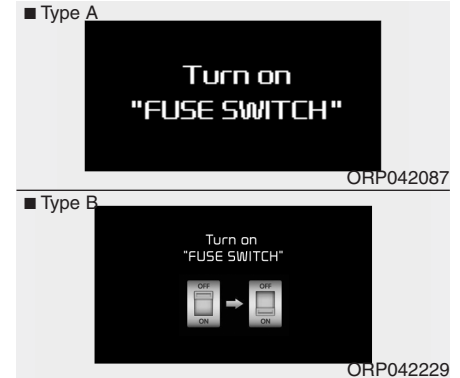 ■ Type A
Turn on
"FUSE SWITCH"
ORP042087
■ Type B
Turn on
"FUSE SWITCH"
OFF OFF
ON ON
ORP042229